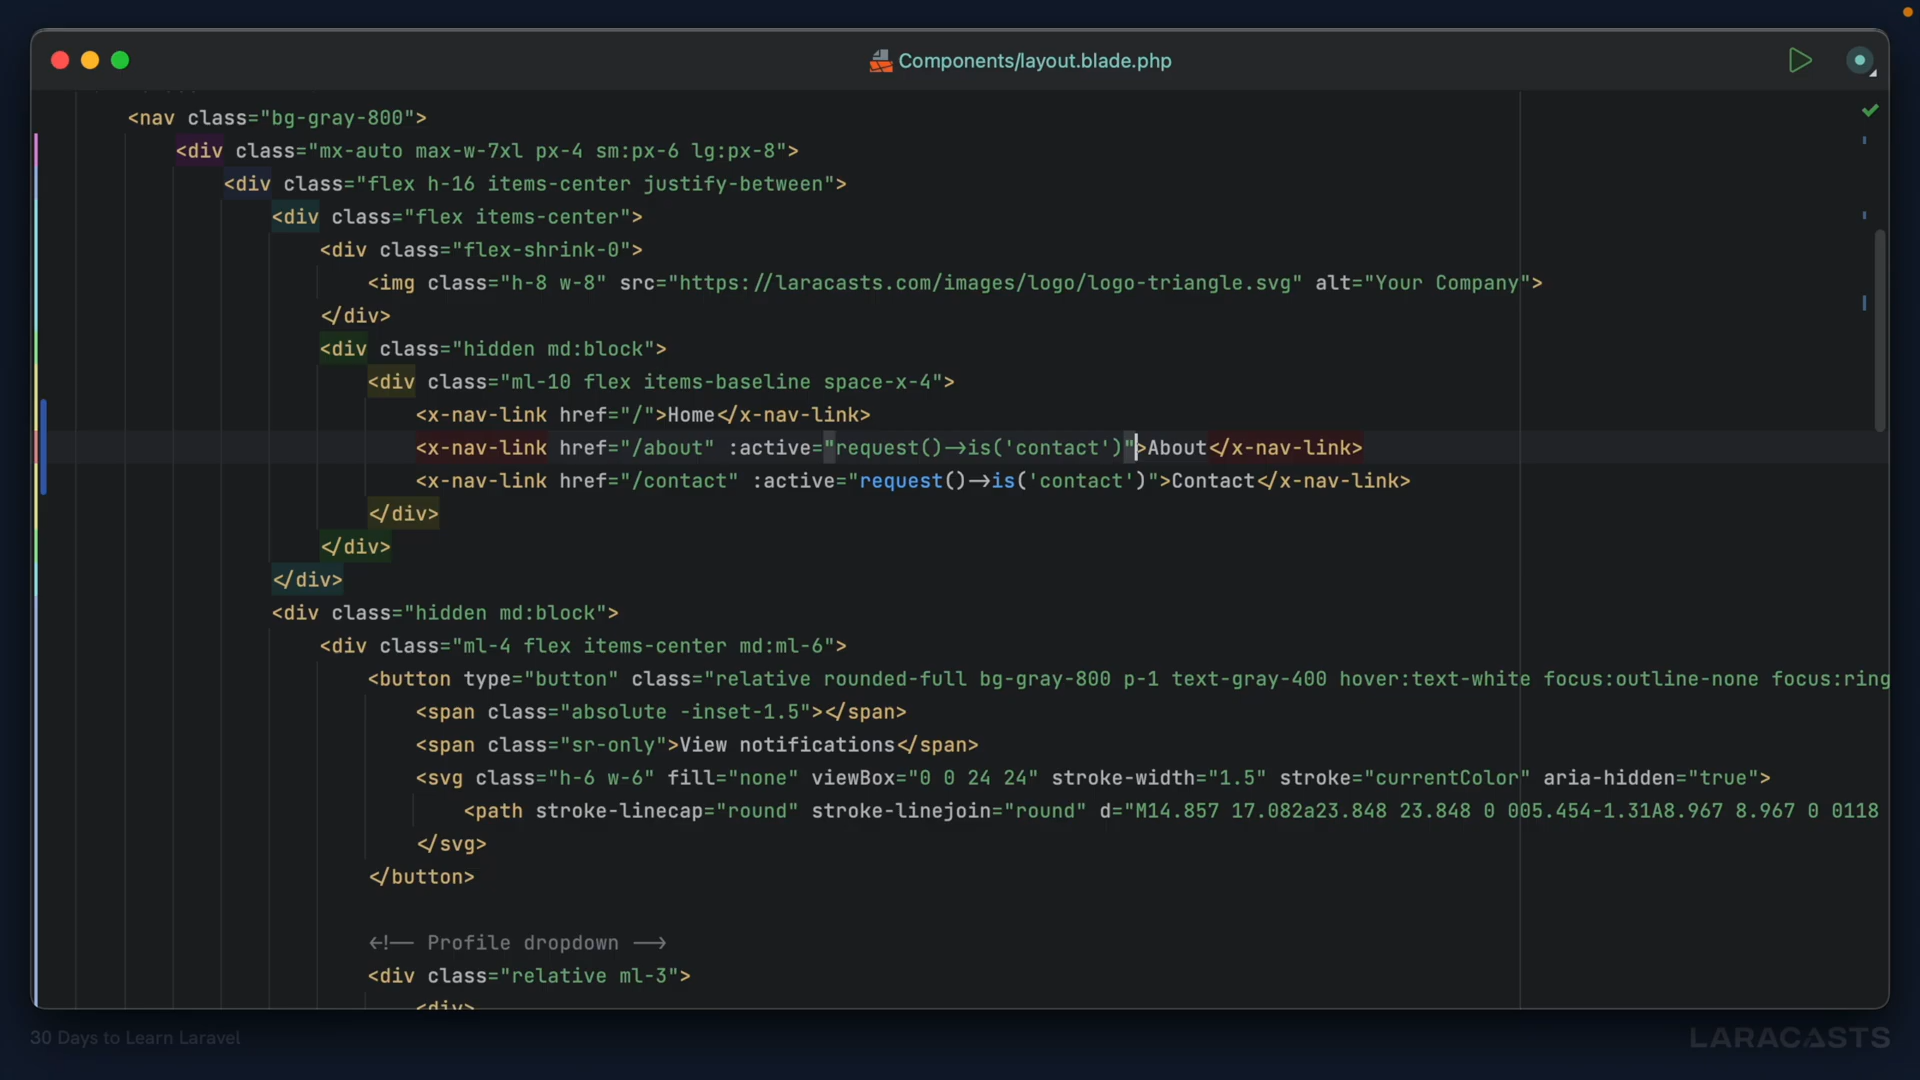 Components/layout.blade.php
<nav class="bg-gray-800">
<div class="mx-auto max-w-7xl px-4 sm:px-6 lg:px-8">
<div class="flex h-16 items-center justify-between">
<div class="flex items-center">
<div class="flex-shrink-0">
<img class="h-8 w-8" src="https://laracasts.com/images/logo/logo-triangle.svg" alt="Your Company">
</div>
<div class="hidden md:block">
<div class="ml-10 flex items-baseline space-x-4">
<x-nav-link href="/">Home</x-nav-link>
<x-nav-link href="/about" :active="request()->is('contact')">About</x-nav-link>
<x-nav-link href="/contact" :active="request()->is('contact')">Contact</x-nav-link>
</div>
</div>
</div>
<div class="hidden md:block">
<div class="ml-4 flex items-center md:ml-6">
<button type="button" class="relative rounded-full bg-gray-800 p-1 text-gray-400 hover:text-white focus:outline-none focus:ring
<span class="absolute -inset-1.5"></span>
<span class="sr-only">View notifications</span>
<svg class="h-6 w-6" fill="none" viewBox="0 0 24 24" stroke-width="1.5" stroke="currentColor" aria-hidden="true">
<path stroke-linecap="round" stroke-linejoin="round" d="M14.857 17.082a23.848 23.848 0 005.454-1.31A8.967 8.967 0 0118
</svg>
</button>
<!-- Profile dropdown -->
<div class="relative ml-3">
<div>
30 Days to Learn Laravel
LARACASTS